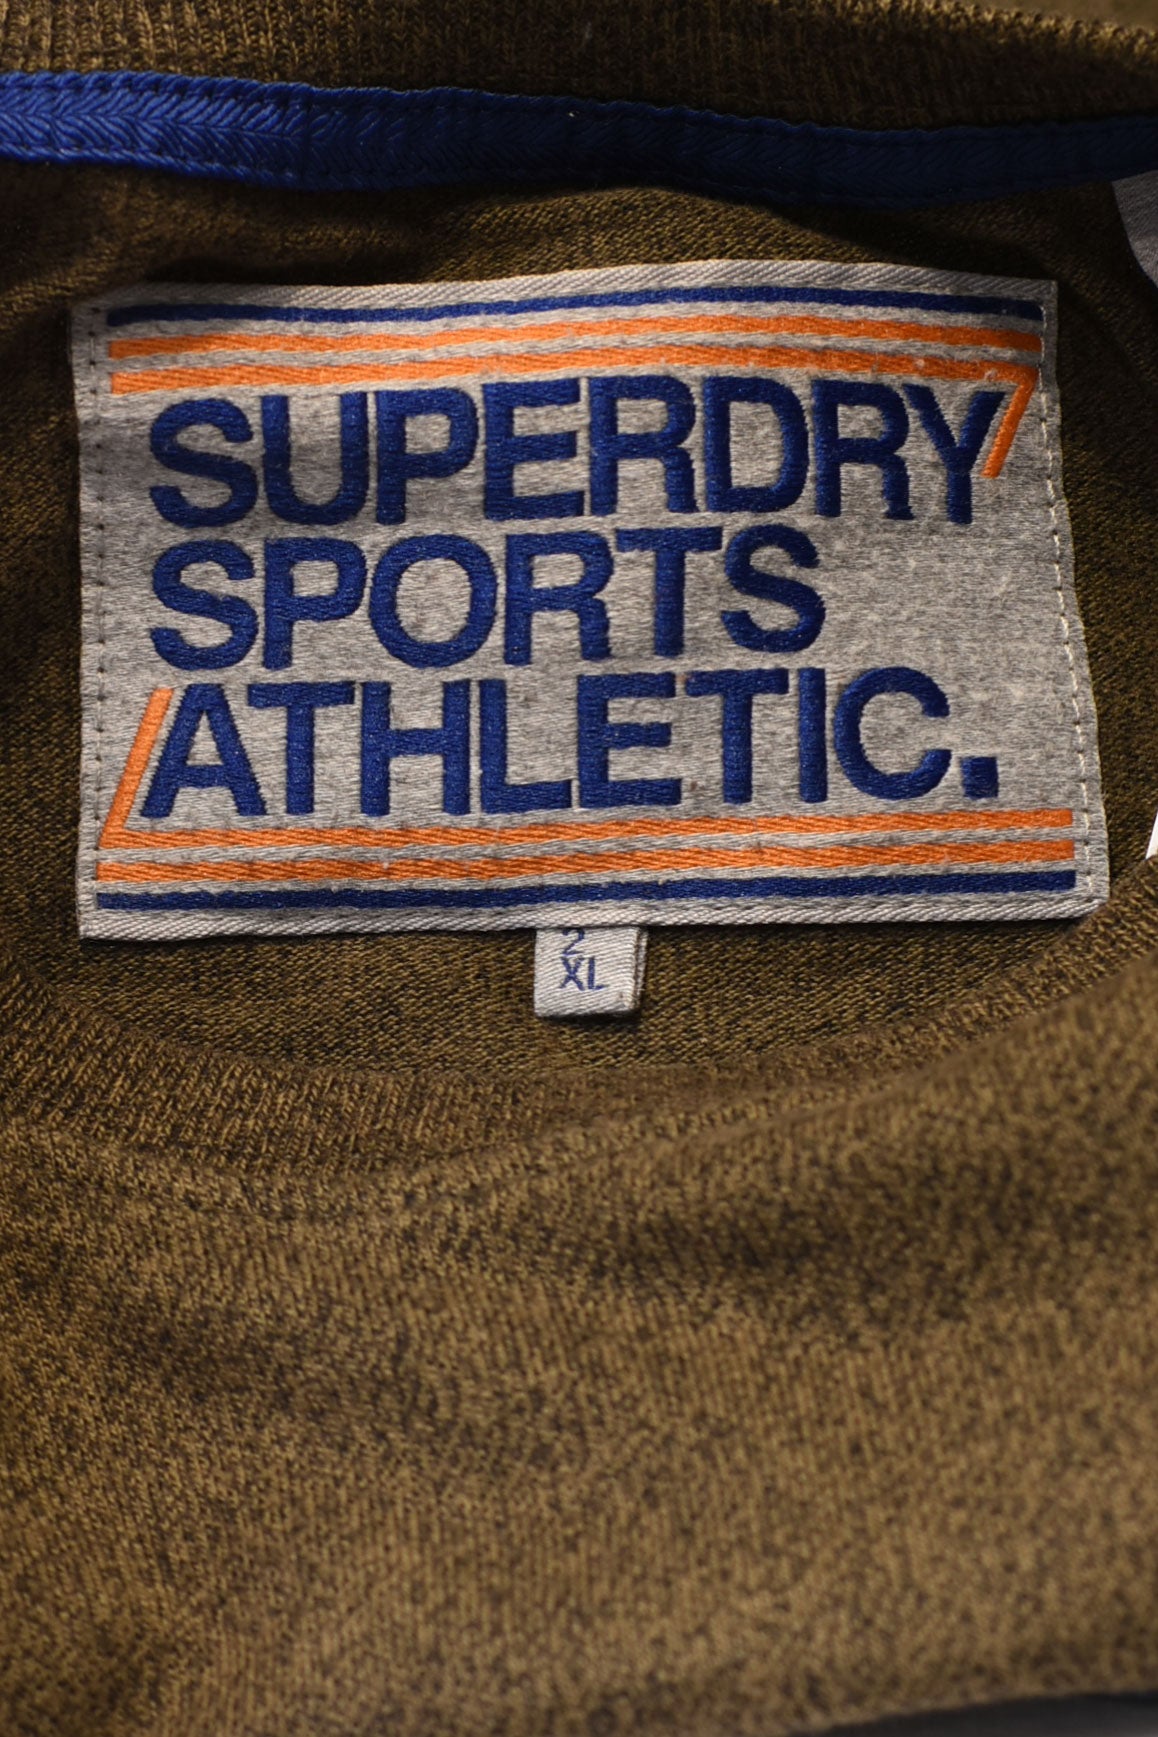 SUPERDRY
SPORTS
ATHLETIC.
2
XL